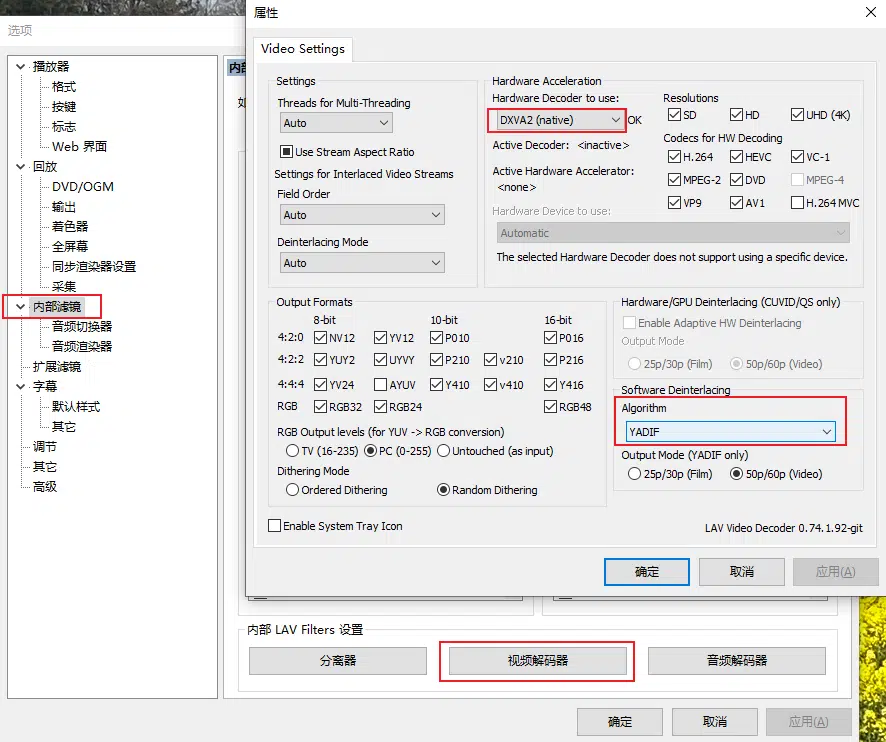 选项
播放器
格式
按键
标志
Web 界面
回放
DVD/OGM
输出
着色器
全屏幕
同步渲染器设置
采集
内部滤镜
音频切换器
音频渲染器
扩展滤镜
字幕
默认样式
其它
调节
其它
高级
内部
属性
Video Settings
Settings
Threads for Multi-Threading
Auto
Use Stream Aspect Ratio
Settings for Interlaced Video Streams
Field Order
Auto
Deinterlacing Mode
Auto
Hardware Acceleration
Hardware Decoder to use:
DXVA2 (native) OK
Active Decoder: <inactive>
Active Hardware Accelerator:
<none>
Hardware Device to use:
Automatic
The selected Hardware Decoder does not support using a specific device.
Resolutions
SD HD UHD (4K)
Codecs for HW Decoding
H.264 HEVC VC-1
MPEG-2 DVD MPEG-4
VP9 AV1 H.264 MVC
Output Formats
8-bit 10-bit 16-bit
4:2:0 NV12 YV12 P010 P016
4:2:2 YUY2 UYVY P210 v210 P216
4:4:4 YV24 AYUV Y410 v410 Y416
RGB RGB32 RGB24 RGB48
RGB Output levels (for YUV -> RGB conversion)
TV (16-235) PC (0-255) Untouched (as input)
Dithering Mode
Ordered Dithering Random Dithering
Hardware/GPU Deinterlacing (CUVID/QS only)
Enable Adaptive HW Deinterlacing
Output Mode
25p/30p (Film) 50p/60p (Video)
Software Deinterlacing
Algorithm
YADIF
Output Mode (YADIF only)
25p/30p (Film) 50p/60p (Video)
Enable System Tray Icon
LAV Video Decoder 0.74.1.92-git
确定 取消 应用(A)
内部 LAV Filters 设置
分离器 视频解码器 音频解码器
确定 取消 应用(A)